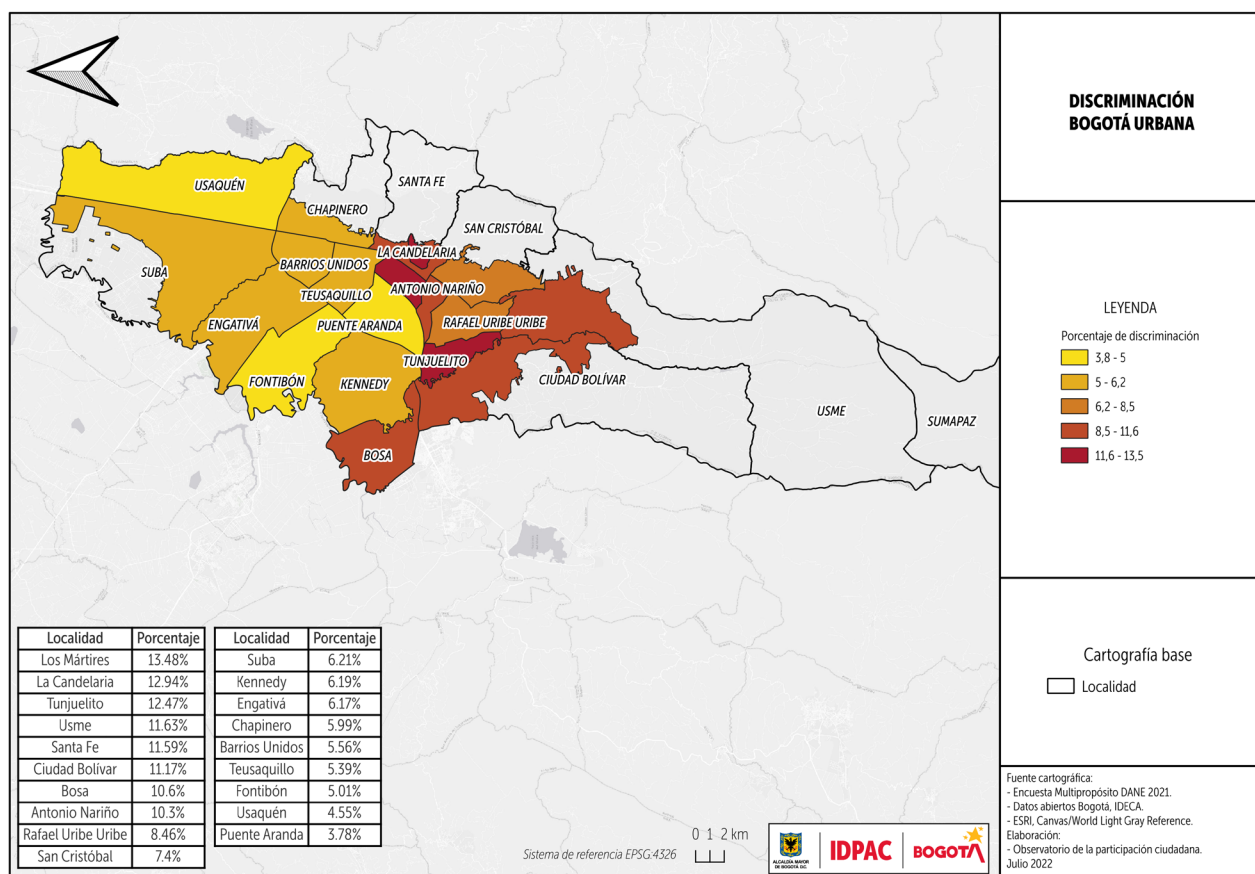 DISCRIMINACIÓN
BOGOTÁ URBANA
USAQUÉN
SANTA FE
CHAPINERO
SAN CRISTÓBAL
LA CANDELARIA
BARRIOS UNIDOS
SUBA
ANTONIO NARIÑO
TEUSAQUILLO
ENGATIVÁ
PUENTE ARANDA
RAFAEL URIBE URIBE
TUNJUELITO
FONTIBÓN
KENNEDY
CIUDAD BOLÍVAR
USME
SUMAPAZ
BOSA
LEYENDA
Porcentaje de discriminación
3,8 - 5
5 - 6,2
6,2 - 8,5
8,5 - 11,6
11,6 - 13,5
Localidad Porcentaje
Los Mártires 13.48%
La Candelaria 12.94%
Tunjuelito 12.47%
Usme 11.63%
Santa Fe 11.59%
Ciudad Bolívar 11.17%
Bosa 10.6%
Antonio Nariño 10.3%
Rafael Uribe Uribe 8.46%
San Cristóbal 7.4%
Localidad Porcentaje
Suba 6.21%
Kennedy 6.19%
Engativá 6.17%
Chapinero 5.99%
Barrios Unidos 5.56%
Teusaquillo 5.39%
Fontibón 5.01%
Usaquén 4.55%
Puente Aranda 3.78%
Sistema de referencia EPSG:4326
0 1 2 km
ALCALDÍA MAYOR
DE BOGOTÁ D.C.
IDPAC
BOGOTÁ
Cartografía base
Localidad
Fuente cartográfica:
- Encuesta Multipropósito DANE 2021.
- Datos abiertos Bogotá, IDECA.
- ESRI, Canvas/World Light Gray Reference.
Elaboración:
- Observatorio de la participación ciudadana.
Julio 2022